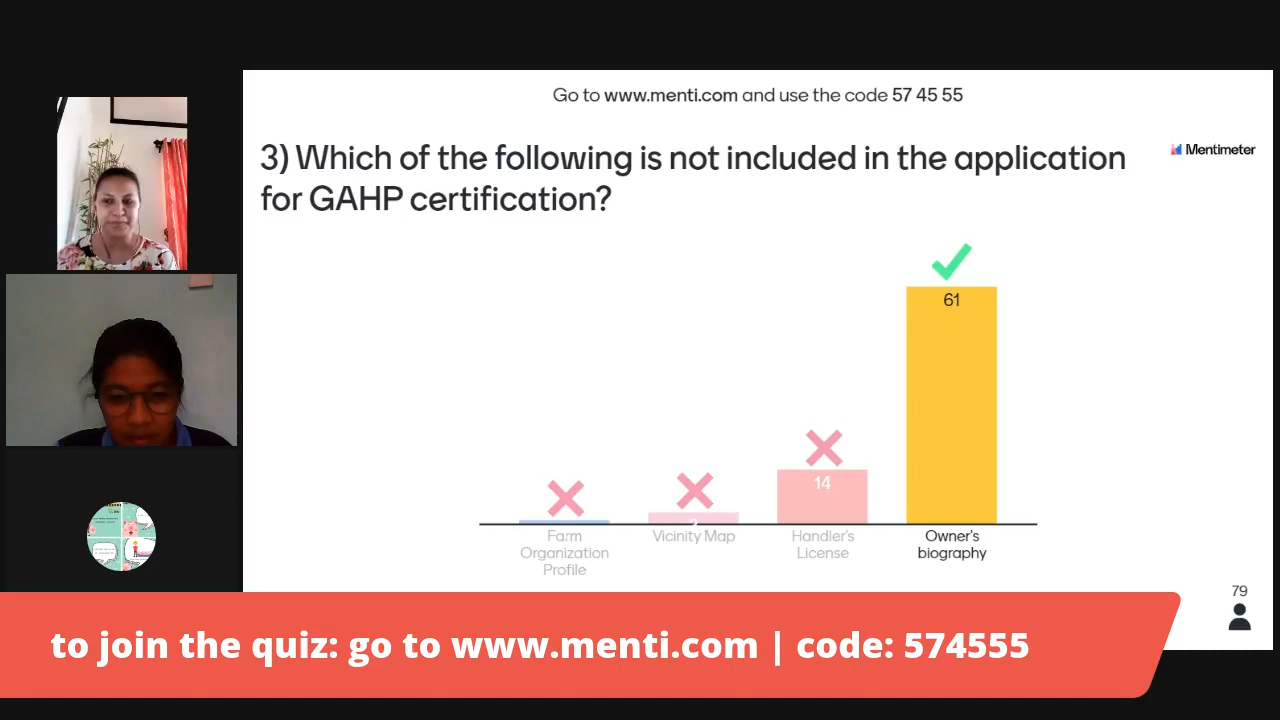 Go to www.menti.com and use the code 57 45 55
3) Which of the following is not included in the application
for GAHP certification?
Mentimeter
61
14
Farm
Organization
Profile
Vicinity Map
Handler's
License
Owner's
biography
79
to join the quiz: go to www.menti.com | code: 574555